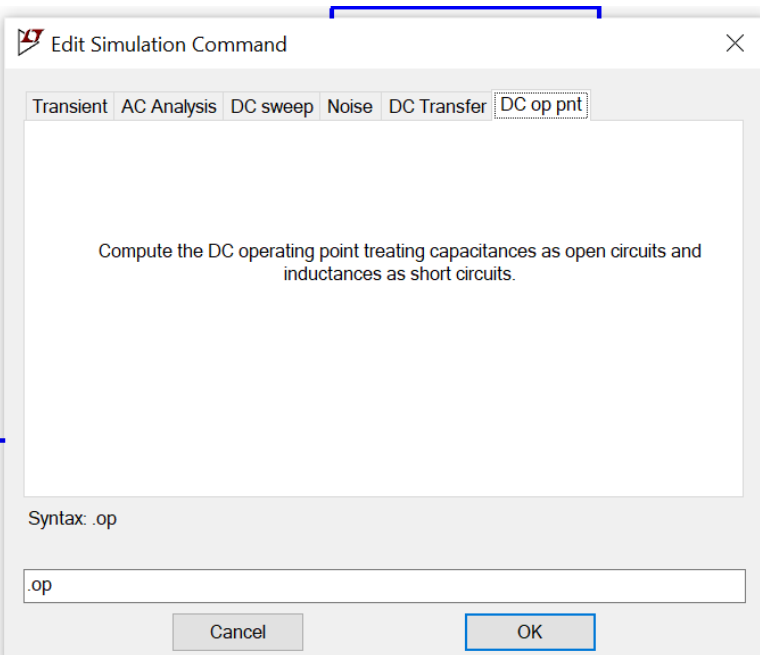 Edit Simulation Command
Transient AC Analysis DC sweep Noise DC Transfer DC op pnt
Compute the DC operating point treating capacitances as open circuits and
inductances as short circuits.
Syntax: .op
.op
Cancel OK